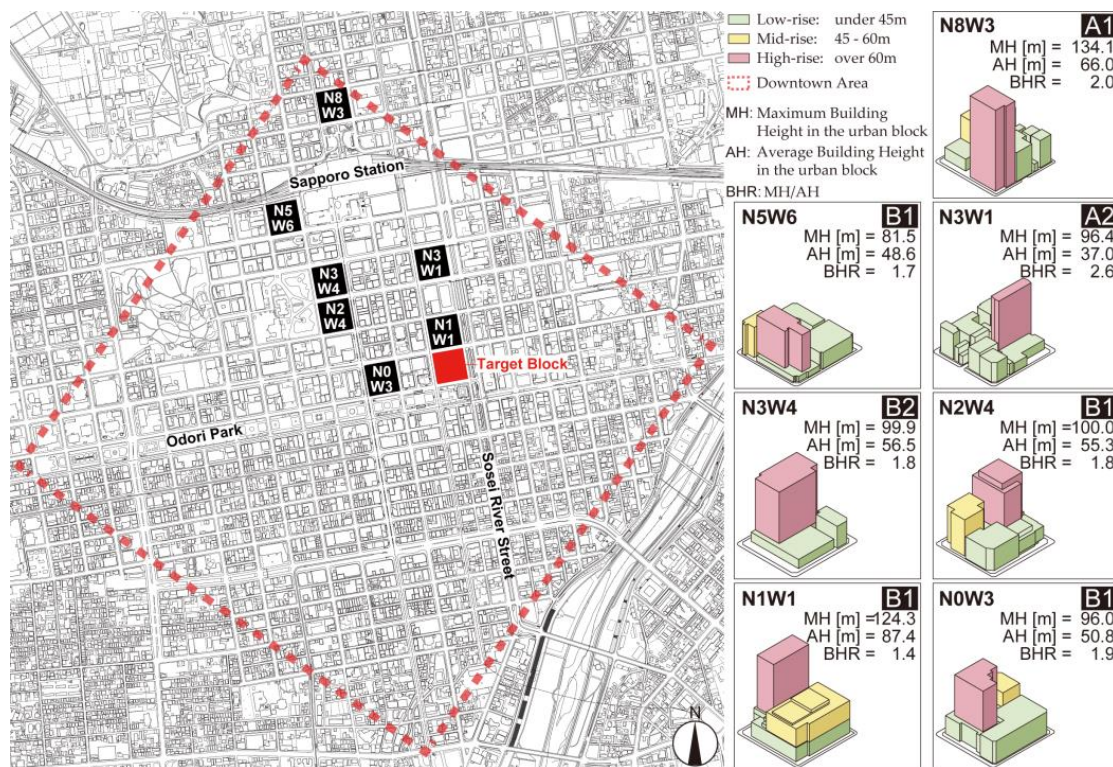 N8
W3
Sapporo Station
N5
W6
N3
W1
N3
W4
N2
W4
N1
W1
Target Block
N0
W3
Odori Park
Sosei River Street
N
Low-rise: under 45m
Mid-rise: 45 - 60m
High-rise: over 60m
Downtown Area
MH: Maximum Building
Height in the urban block
AH: Average Building Height
in the urban block
BHR: MH/AH
N8W3 A1
MH [m] = 134.1
AH [m] = 66.0
BHR = 2.0
N5W6 B1
MH [m] = 81.5
AH [m] = 48.6
BHR = 1.7
N3W1 A2
MH [m] = 96.4
AH [m] = 37.0
BHR = 2.6
N3W4 B2
MH [m] = 99.9
AH [m] = 56.5
BHR = 1.8
N2W4 B1
MH [m] =100.0
AH [m] = 55.3
BHR = 1.8
N1W1 B1
MH [m] =124.3
AH [m] = 87.4
BHR = 1.4
N0W3 B1
MH [m] = 96.0
AH [m] = 50.8
BHR = 1.9